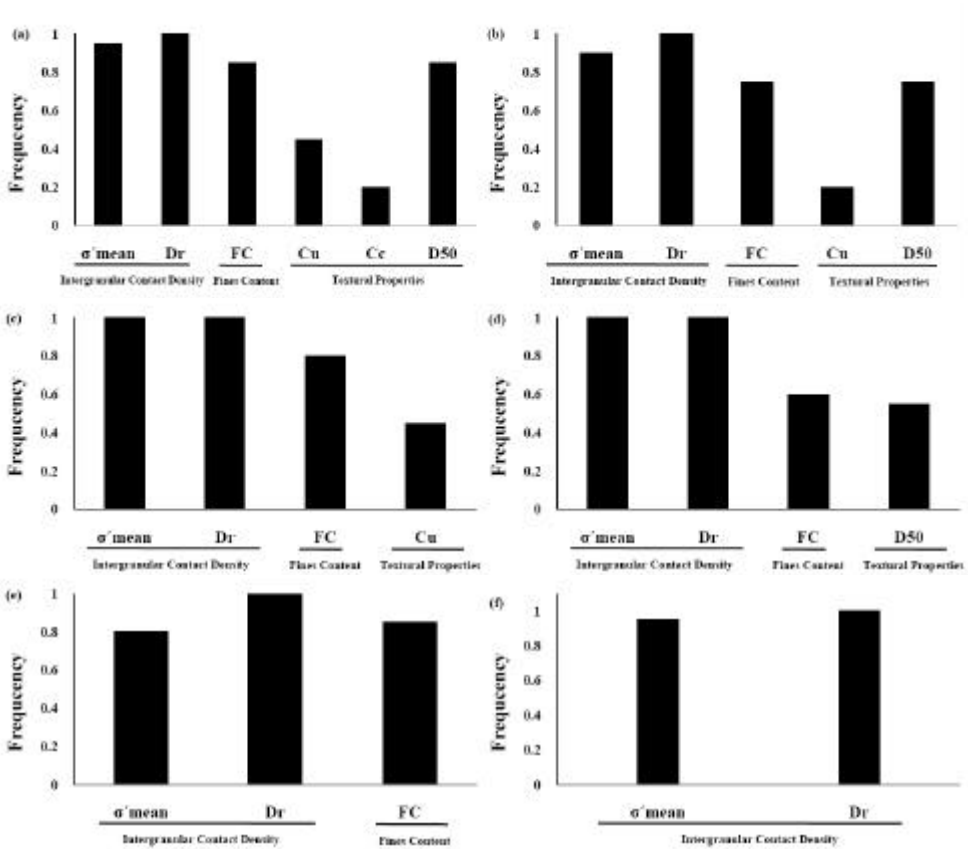 (a) 1 (b) 1
0.8 0.8
0.6 0.6
0.4 0.4
0.2 0.2
0 0
Frequcency Frequcency
σ´mean Dr FC Cu Cc D50 σ´mean Dr FC Cu D50
Intergranular Contact Density Fines Content Textural Properties Intergranular Contact Density Fines Content Textural Properties
(c) 1 (d) 1
0.8 0.8
0.6 0.6
0.4 0.4
0.2 0.2
0 0
Frequcency Frequcency
σ´mean Dr FC Cu σ´mean Dr FC D50
Intergranular Contact Density Fines Content Textural Properties Intergranular Contact Density Fines Content Textural Properties
(e) 1 (f) 1
0.8 0.8
0.6 0.6
0.4 0.4
0.2 0.2
0 0
Frequcency Frequcency
σ´mean Dr FC σ´mean Dr
Intergranular Contact Density Fines Content Intergranular Contact Density